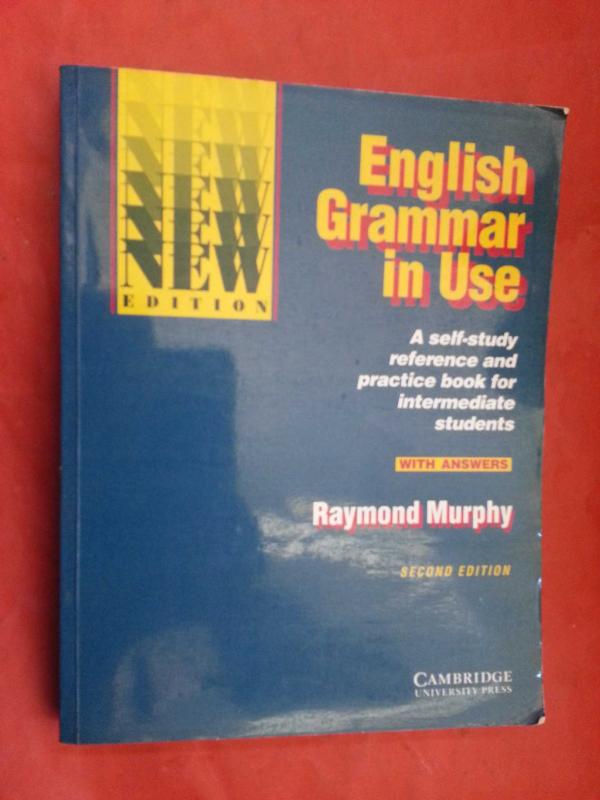 NEW
NEW
NEW
NEW
NEW
EDITION
English
Grammar
in Use
A self-study
reference and
practice book for
intermediate
students
WITH ANSWERS
Raymond Murphy
SECOND EDITION
CAMBRIDGE
UNIVERSITY PRESS